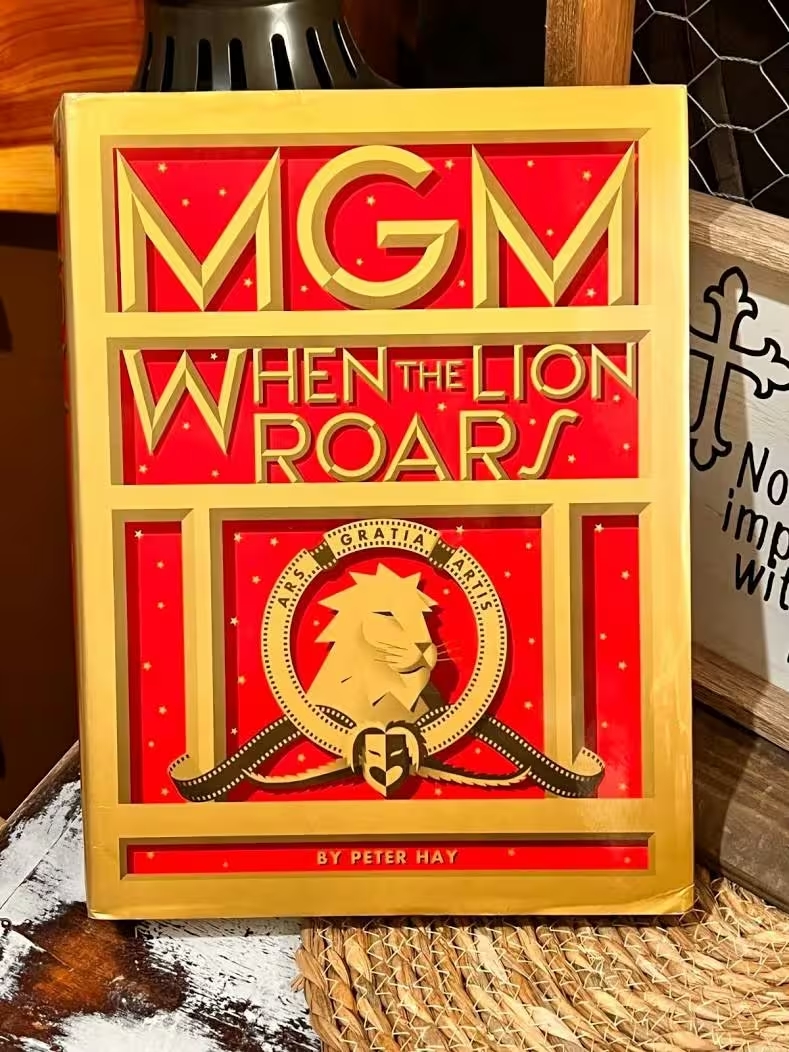 MGM
WHEN THE LION
ROARS
ARS GRATIA ARTIS
BY PETER HAY
No
imp
wit